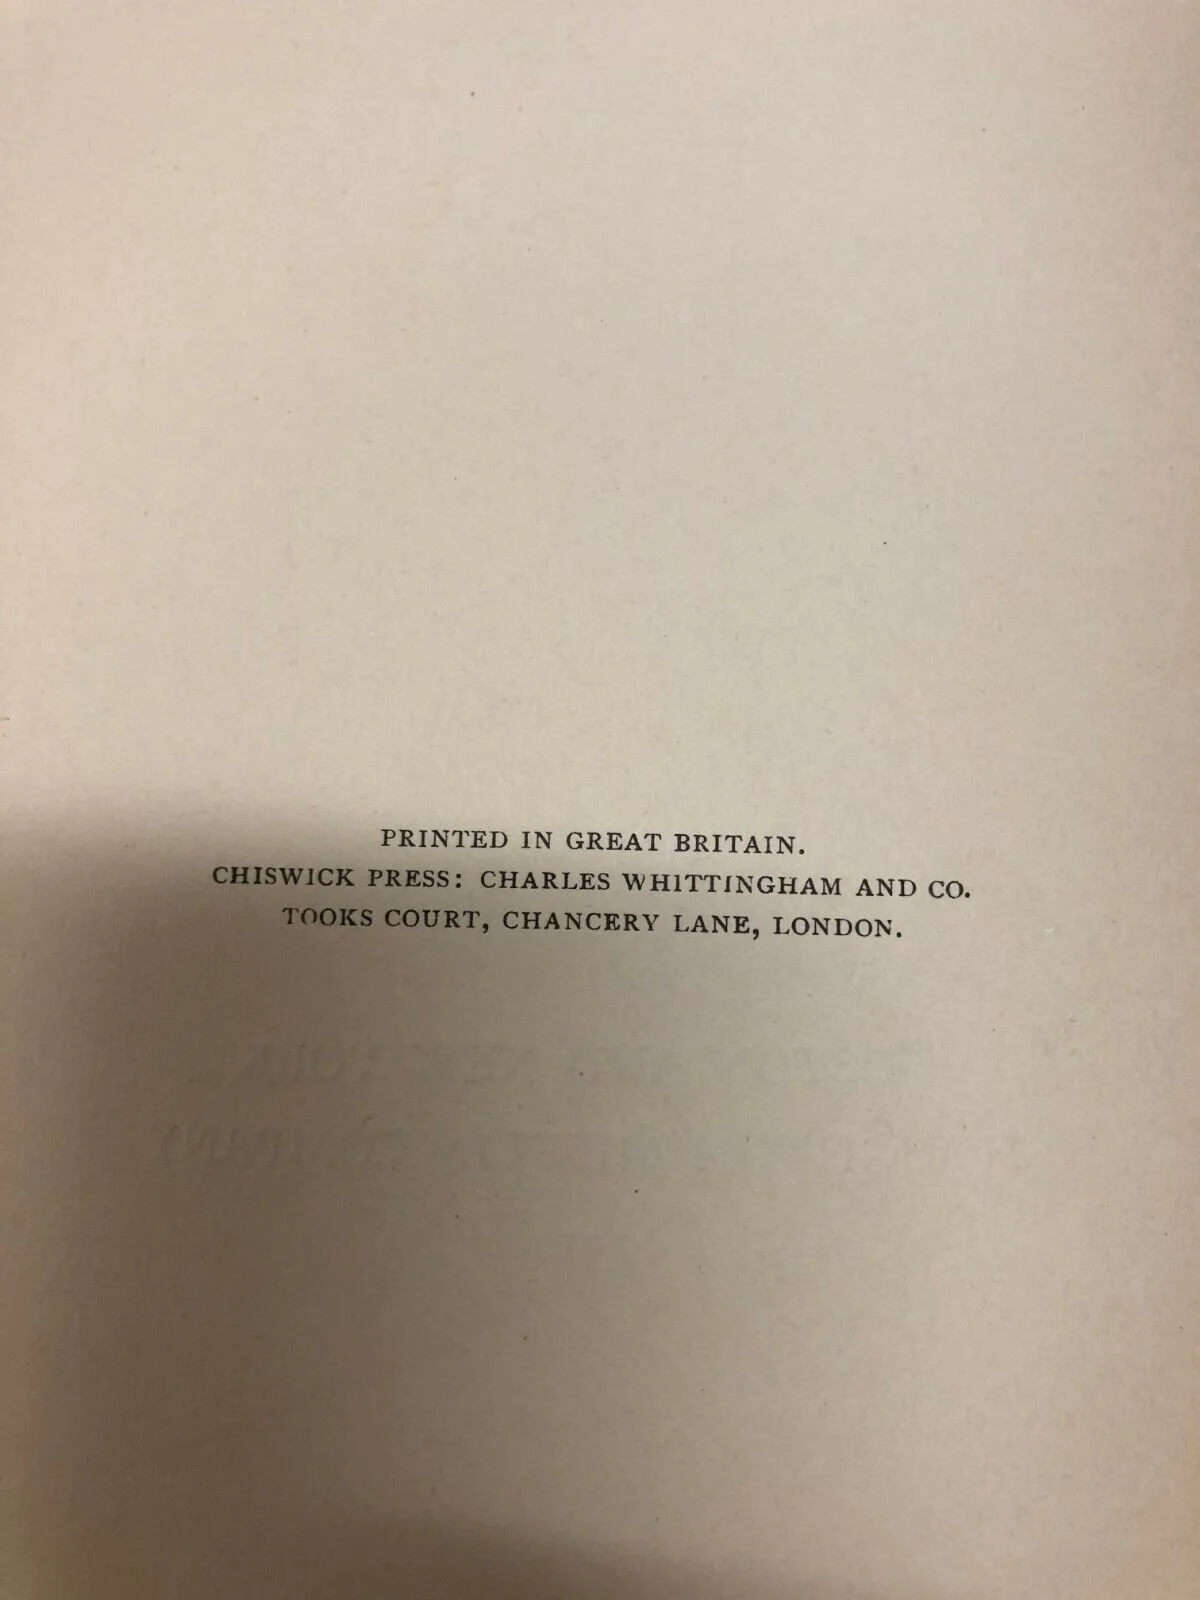 PRINTED IN GREAT BRITAIN.
CHISWICK PRESS: CHARLES WHITTINGHAM AND CO.
TOOKS COURT, CHANCERY LANE, LONDON.